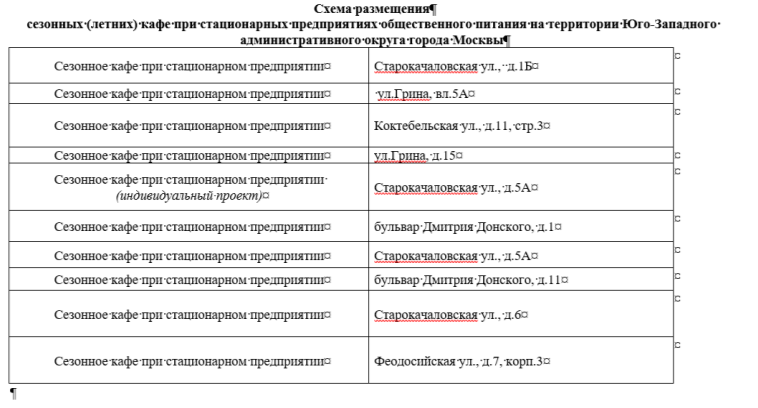 Схема размещения
сезонных (летних) кафе при стационарных предприятиях общественного питания на территории Юго-Западного
административного округа города Москвы
Сезонное кафе при стационарном предприятии Старокачаловская ул., д.1Б
Сезонное кафе при стационарном предприятии ул.Грина, вл.5А
Сезонное кафе при стационарном предприятии Коктебельская ул., д.11, стр.3
Сезонное кафе при стационарном предприятии ул.Грина, д.15
Сезонное кафе при стационарном предприятии
(индивидуальный проект) Старокачаловская ул., д.5А
Сезонное кафе при стационарном предприятии бульвар Дмитрия Донского, д.1
Сезонное кафе при стационарном предприятии Старокачаловская ул., д.5А
Сезонное кафе при стационарном предприятии бульвар Дмитрия Донского, д.11
Сезонное кафе при стационарном предприятии Старокачаловская ул., д.6
Сезонное кафе при стационарном предприятии Феодосийская ул., д.7, корп.3